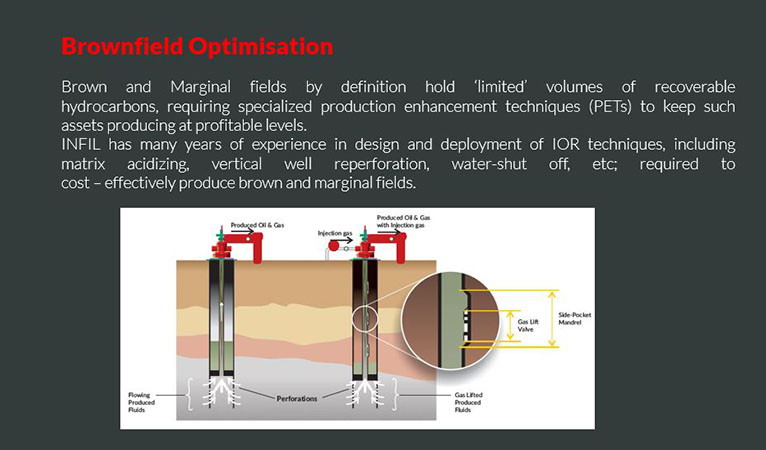 Brownfield Optimisation
Brown and Marginal fields by definition hold ‘limited’ volumes of recoverable
hydrocarbons, requiring specialized production enhancement techniques (PETs) to keep such
assets producing at profitable levels.
INFIL has many years of experience in design and deployment of IOR techniques, including
matrix acidizing, vertical well reperforation, water-shut off, etc; required to
cost – effectively produce brown and marginal fields.
Produced Oil & Gas
Injection gas
Produced Oil & Gas
with Injection gas
Gas Lift
Valve
Side-Pocket
Mandrel
Flowing
Produced
Fluids
Perforations
Gas Lifted
Produced
Fluids